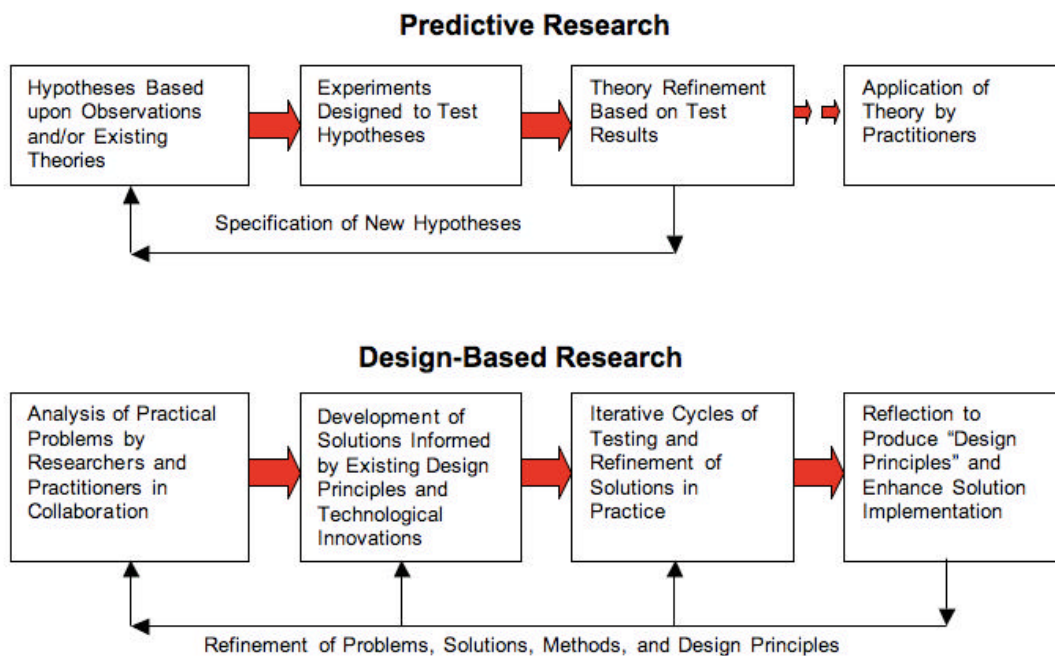 Predictive Research
Hypotheses Based
upon Observations
and/or Existing
Theories
Experiments
Designed to Test
Hypotheses
Theory Refinement
Based on Test
Results
Application of
Theory by
Practitioners
Specification of New Hypotheses
Design-Based Research
Analysis of Practical
Problems by
Researchers and
Practitioners in
Collaboration
Development of
Solutions Informed
by Existing Design
Principles and
Technological
Innovations
Iterative Cycles of
Testing and
Refinement of
Solutions in
Practice
Reflection to
Produce “Design
Principles” and
Enhance Solution
Implementation
Refinement of Problems, Solutions, Methods, and Design Principles